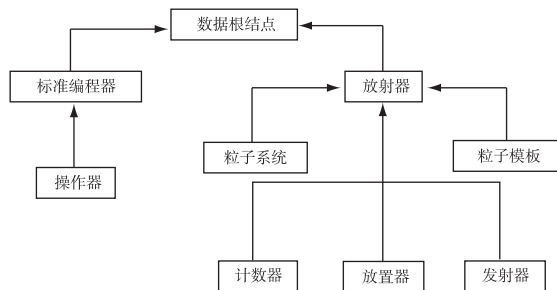 数据根结点
标准编程器
放射器
粒子系统
粒子模板
操作器
计数器
放置器
发射器